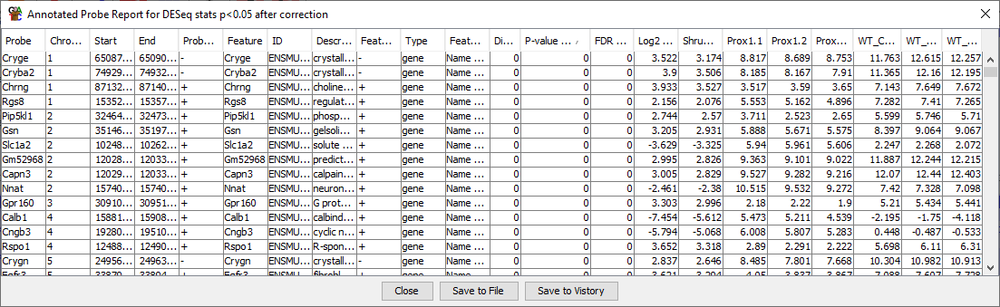 Annotated Probe Report for DESeq stats p<0.05 after correction
Probe Chro... Start End Prob... Feature ID Descr... Feat... Type Feat... Di... P-value ... FDR ... Log2 ... Shru... Prox1.1 Prox1.2 Prox... WT_C... WT_... WT_...
Cryge 1 65087... 65090... - Cryge ENSMU... crystall... - gene Name ... 0 0 0 3.522 3.174 8.817 8.689 8.753 11.763 12.615 12.257
Cryba2 1 74929... 74932... - Cryba2 ENSMU... crystall... - gene Name ... 0 0 0 3.9 3.506 8.185 8.167 7.91 11.365 12.16 12.195
Chrng 1 87132... 87140... + Chrng ENSMU... choline... + gene Name ... 0 0 0 3.933 3.527 3.517 3.59 3.65 7.143 7.649 7.672
Rgs8 1 15352... 15357... + Rgs8 ENSMU... regulat... + gene Name ... 0 0 0 2.156 2.076 5.553 5.162 4.896 7.282 7.41 7.265
Pip5kl1 2 32464... 32473... + Pip5kl1 ENSMU... phosp... + gene Name ... 0 0 0 2.744 2.57 3.711 2.523 2.65 5.599 5.746 5.71
Gsn 2 35146... 35197... + Gsn ENSMU... gelsoli... + gene Name ... 0 0 0 3.205 2.931 5.888 5.671 5.575 8.397 9.064 9.067
Slc1a2 2 10248... 10262... + Slc1a2 ENSMU... solute ... + gene Name ... 0 0 0 -3.629 -3.325 5.94 5.961 5.606 2.247 2.268 2.072
Gm52968 2 12028... 12033... + Gm52968 ENSMU... predict... + gene Name ... 0 0 0 2.995 2.826 9.363 9.101 9.022 11.887 12.244 12.215
Capn3 2 12029... 12033... + Capn3 ENSMU... calpain... + gene Name ... 0 0 0 3.005 2.829 9.527 9.282 9.216 12.07 12.44 12.403
Nnat 2 15740... 15740... + Nnat ENSMU... neuron... + gene Name ... 0 0 0 -2.461 -2.38 10.515 9.532 9.272 7.42 7.328 7.098
Gpr160 3 30910... 30951... + Gpr160 ENSMU... G prot... + gene Name ... 0 0 0 3.303 2.996 2.18 2.22 1.9 5.21 5.434 5.441
Calb1 4 15881... 15908... + Calb1 ENSMU... calbind... + gene Name ... 0 0 0 -7.454 -5.612 5.473 5.211 4.539 -2.195 -1.75 -4.118
Cngb3 4 19280... 19510... + Cngb3 ENSMU... cyclic n... + gene Name ... 0 0 0 -5.794 -5.068 6.008 5.807 5.283 0.448 -0.487 -0.533
Rspo1 4 12488... 12490... + Rspo1 ENSMU... R-spon... + gene Name ... 0 0 0 3.652 3.318 2.89 2.291 2.222 5.698 6.11 6.31
Crygn 5 24956... 24963... - Crygn ENSMU... crystall... - gene Name ... 0 0 0 2.837 2.646 8.485 7.801 7.668 10.304 10.982 10.913
Close Save to File Save to Vistory